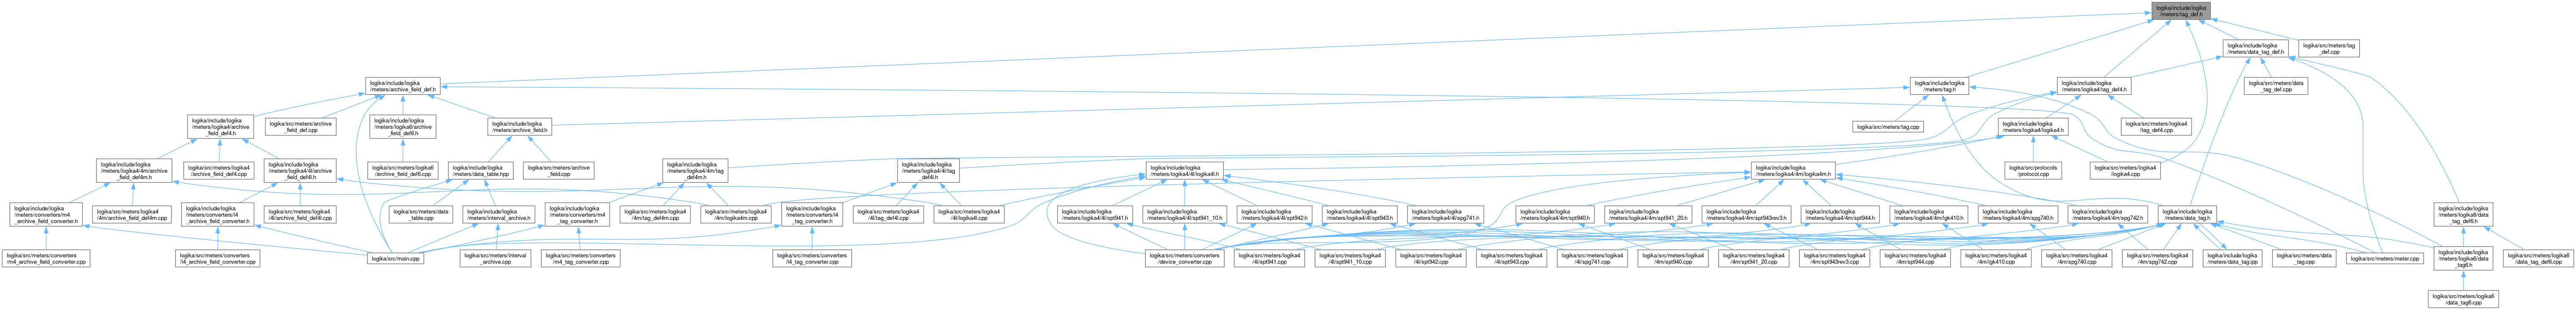 logika/include/logika
/meters/tag_def.h
logika/include/logika
/meters/data_tag_def.h
logika/src/meters/tag
_def.cpp
logika/include/logika
/meters/archive_field_def.h
logika/include/logika
/meters/tag.h
logika/include/logika
/meters/logika4/tag_def4.h
logika/src/meters/data
_tag_def.cpp
logika/include/logika
/meters/logika4/archive
_field_def4.h
logika/src/meters/archive
_field_def.cpp
logika/include/logika
/meters/logika6/archive
_field_def6.h
logika/include/logika
/meters/archive_field.h
logika/src/meters/tag.cpp
logika/include/logika
/meters/logika4/logika4.h
logika/src/meters/logika4
/tag_def4.cpp
logika/include/logika
/meters/logika4/4m/archive
_field_def4m.h
logika/src/meters/logika4
/archive_field_def4.cpp
logika/include/logika
/meters/logika4/4l/archive
_field_def4l.h
logika/src/meters/logika6
/archive_field_def6.cpp
logika/include/logika
/meters/data_table.hpp
logika/src/meters/archive
_field.cpp
logika/include/logika
/meters/logika4/4m/tag
_def4m.h
logika/include/logika
/meters/logika4/4l/tag
_def4l.h
logika/include/logika
/meters/logika4/4l/logika4l.h
logika/include/logika
/meters/logika4/4m/logika4m.h
logika/src/protocols
/protocol.cpp
logika/src/meters/logika4
/logika4.cpp
logika/include/logika
/meters/converters/m4
_archive_field_converter.h
logika/src/meters/logika4
/4m/archive_field_def4m.cpp
logika/include/logika
/meters/converters/l4
_archive_field_converter.h
logika/src/meters/logika4
/4l/archive_field_def4l.cpp
logika/src/meters/data
_table.cpp
logika/include/logika
/meters/interval_archive.h
logika/include/logika
/meters/converters/m4
_tag_converter.h
logika/src/meters/logika4
/4m/tag_def4m.cpp
logika/src/meters/logika4
/4m/logika4m.cpp
logika/include/logika
/meters/converters/l4
_tag_converter.h
logika/src/meters/logika4
/4l/tag_def4l.cpp
logika/src/meters/logika4
/4l/logika4l.cpp
logika/include/logika
/meters/logika4/4l/spt941.h
logika/include/logika
/meters/logika4/4l/spt941_10.h
logika/include/logika
/meters/logika4/4l/spt942.h
logika/include/logika
/meters/logika4/4l/spt943.h
logika/include/logika
/meters/logika4/4l/spg741.h
logika/include/logika
/meters/logika4/4m/spt940.h
logika/include/logika
/meters/logika4/4m/spt941_20.h
logika/include/logika
/meters/logika4/4m/spt943rev3.h
logika/include/logika
/meters/logika4/4m/spt944.h
logika/include/logika
/meters/logika4/4m/lgk410.h
logika/include/logika
/meters/logika4/4m/spg740.h
logika/include/logika
/meters/logika4/4m/spg742.h
logika/include/logika
/meters/data_tag.h
logika/include/logika
/meters/logika6/data
_tag_def6.h
logika/src/meters/converters
/m4_archive_field_converter.cpp
logika/src/meters/converters
/l4_archive_field_converter.cpp
logika/src/main.cpp
logika/src/meters/interval
_archive.cpp
logika/src/meters/converters
/m4_tag_converter.cpp
logika/src/meters/converters
/l4_tag_converter.cpp
logika/src/meters/converters
/device_converter.cpp
logika/src/meters/logika4
/4l/spt941.cpp
logika/src/meters/logika4
/4l/spt941_10.cpp
logika/src/meters/logika4
/4l/spt942.cpp
logika/src/meters/logika4
/4l/spt943.cpp
logika/src/meters/logika4
/4l/spg741.cpp
logika/src/meters/logika4
/4m/spt940.cpp
logika/src/meters/logika4
/4m/spt941_20.cpp
logika/src/meters/logika4
/4m/spt943rev3.cpp
logika/src/meters/logika4
/4m/spt944.cpp
logika/src/meters/logika4
/4m/lgk410.cpp
logika/src/meters/logika4
/4m/spg740.cpp
logika/src/meters/logika4
/4m/spg742.cpp
logika/include/logika
/meters/data_tag.ipp
logika/src/meters/data
_tag.cpp
logika/src/meters/meter.cpp
logika/include/logika
/meters/logika6/data
_tag6.h
logika/src/meters/logika6
/data_tag_def6.cpp
logika/src/meters/logika6
/data_tag6.cpp